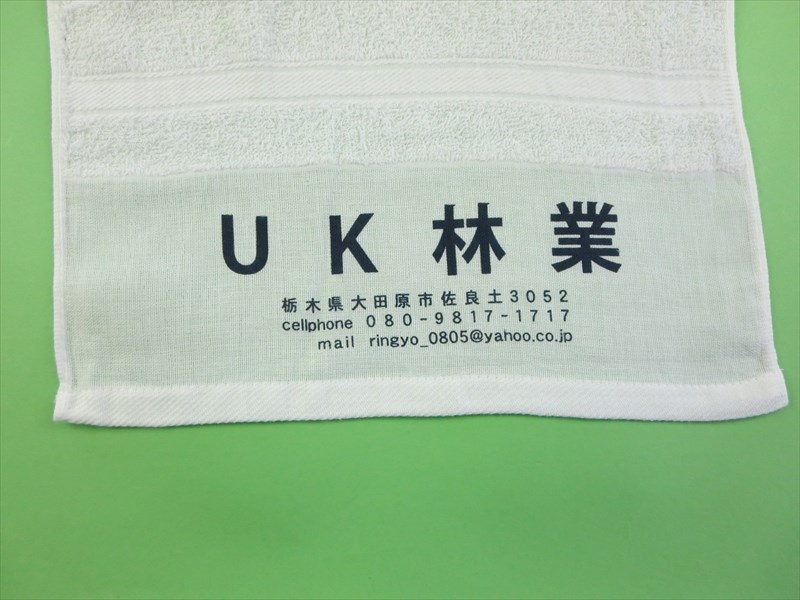 UK林業
栃木県大田原市佐良土3052
cellphone 080-9817-1717
mail ringyo_0805@yahoo.co.jp